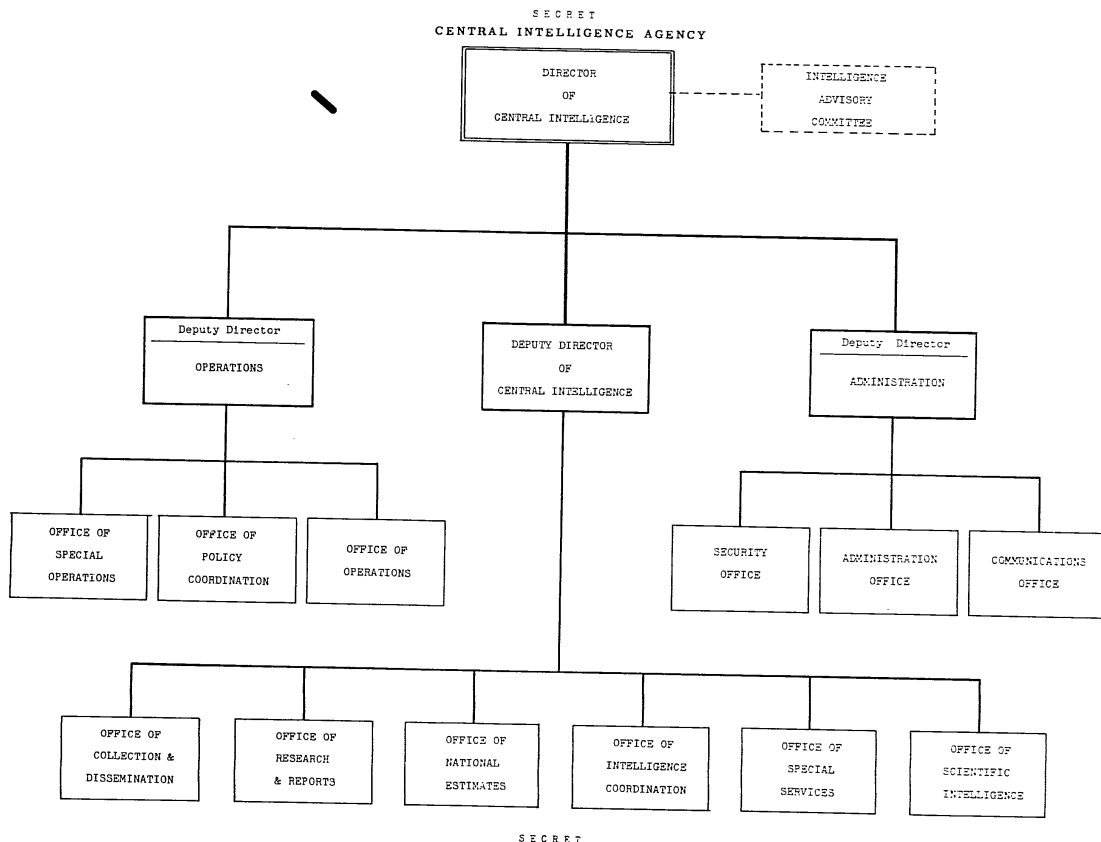 SECRET
CENTRAL INTELLIGENCE AGENCY
DIRECTOR
OF
CENTRAL INTELLIGENCE
INTELLIGENCE
ADVISORY
COMMITTEE
Deputy Director
OPERATIONS
DEPUTY DIRECTOR
OF
CENTRAL INTELLIGENCE
Deputy Director
ADMINISTRATION
OFFICE OF
SPECIAL
OPERATIONS
OFFICE OF
POLICY
COORDINATION
OFFICE OF
OPERATIONS
SECURITY
OFFICE
ADMINISTRATION
OFFICE
COMMUNICATIONS
OFFICE
OFFICE OF
COLLECTION &
DISSEMINATION
OFFICE OF
RESEARCH
& REPORTS
OFFICE OF
NATIONAL
ESTIMATES
OFFICE OF
INTELLIGENCE
COORDINATION
OFFICE OF
SPECIAL
SERVICES
OFFICE OF
SCIENTIFIC
INTELLIGENCE
SECRET